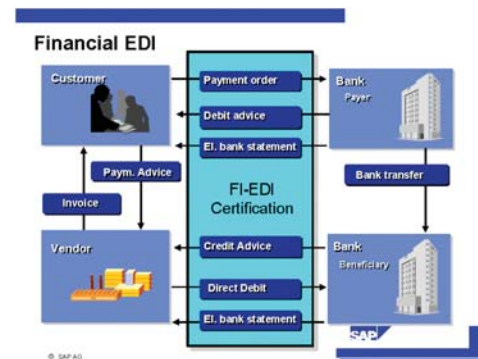 Financial EDI
Customer
Payment order
Bank
Payer
Debit advice
El. bank statement
Paym. Advice
Bank transfer
Invoice
FI-EDI
Certification
Vendor
Credit Advice
Bank
Beneficiary
Direct Debit
El. bank statement
SAP
© SAP AG